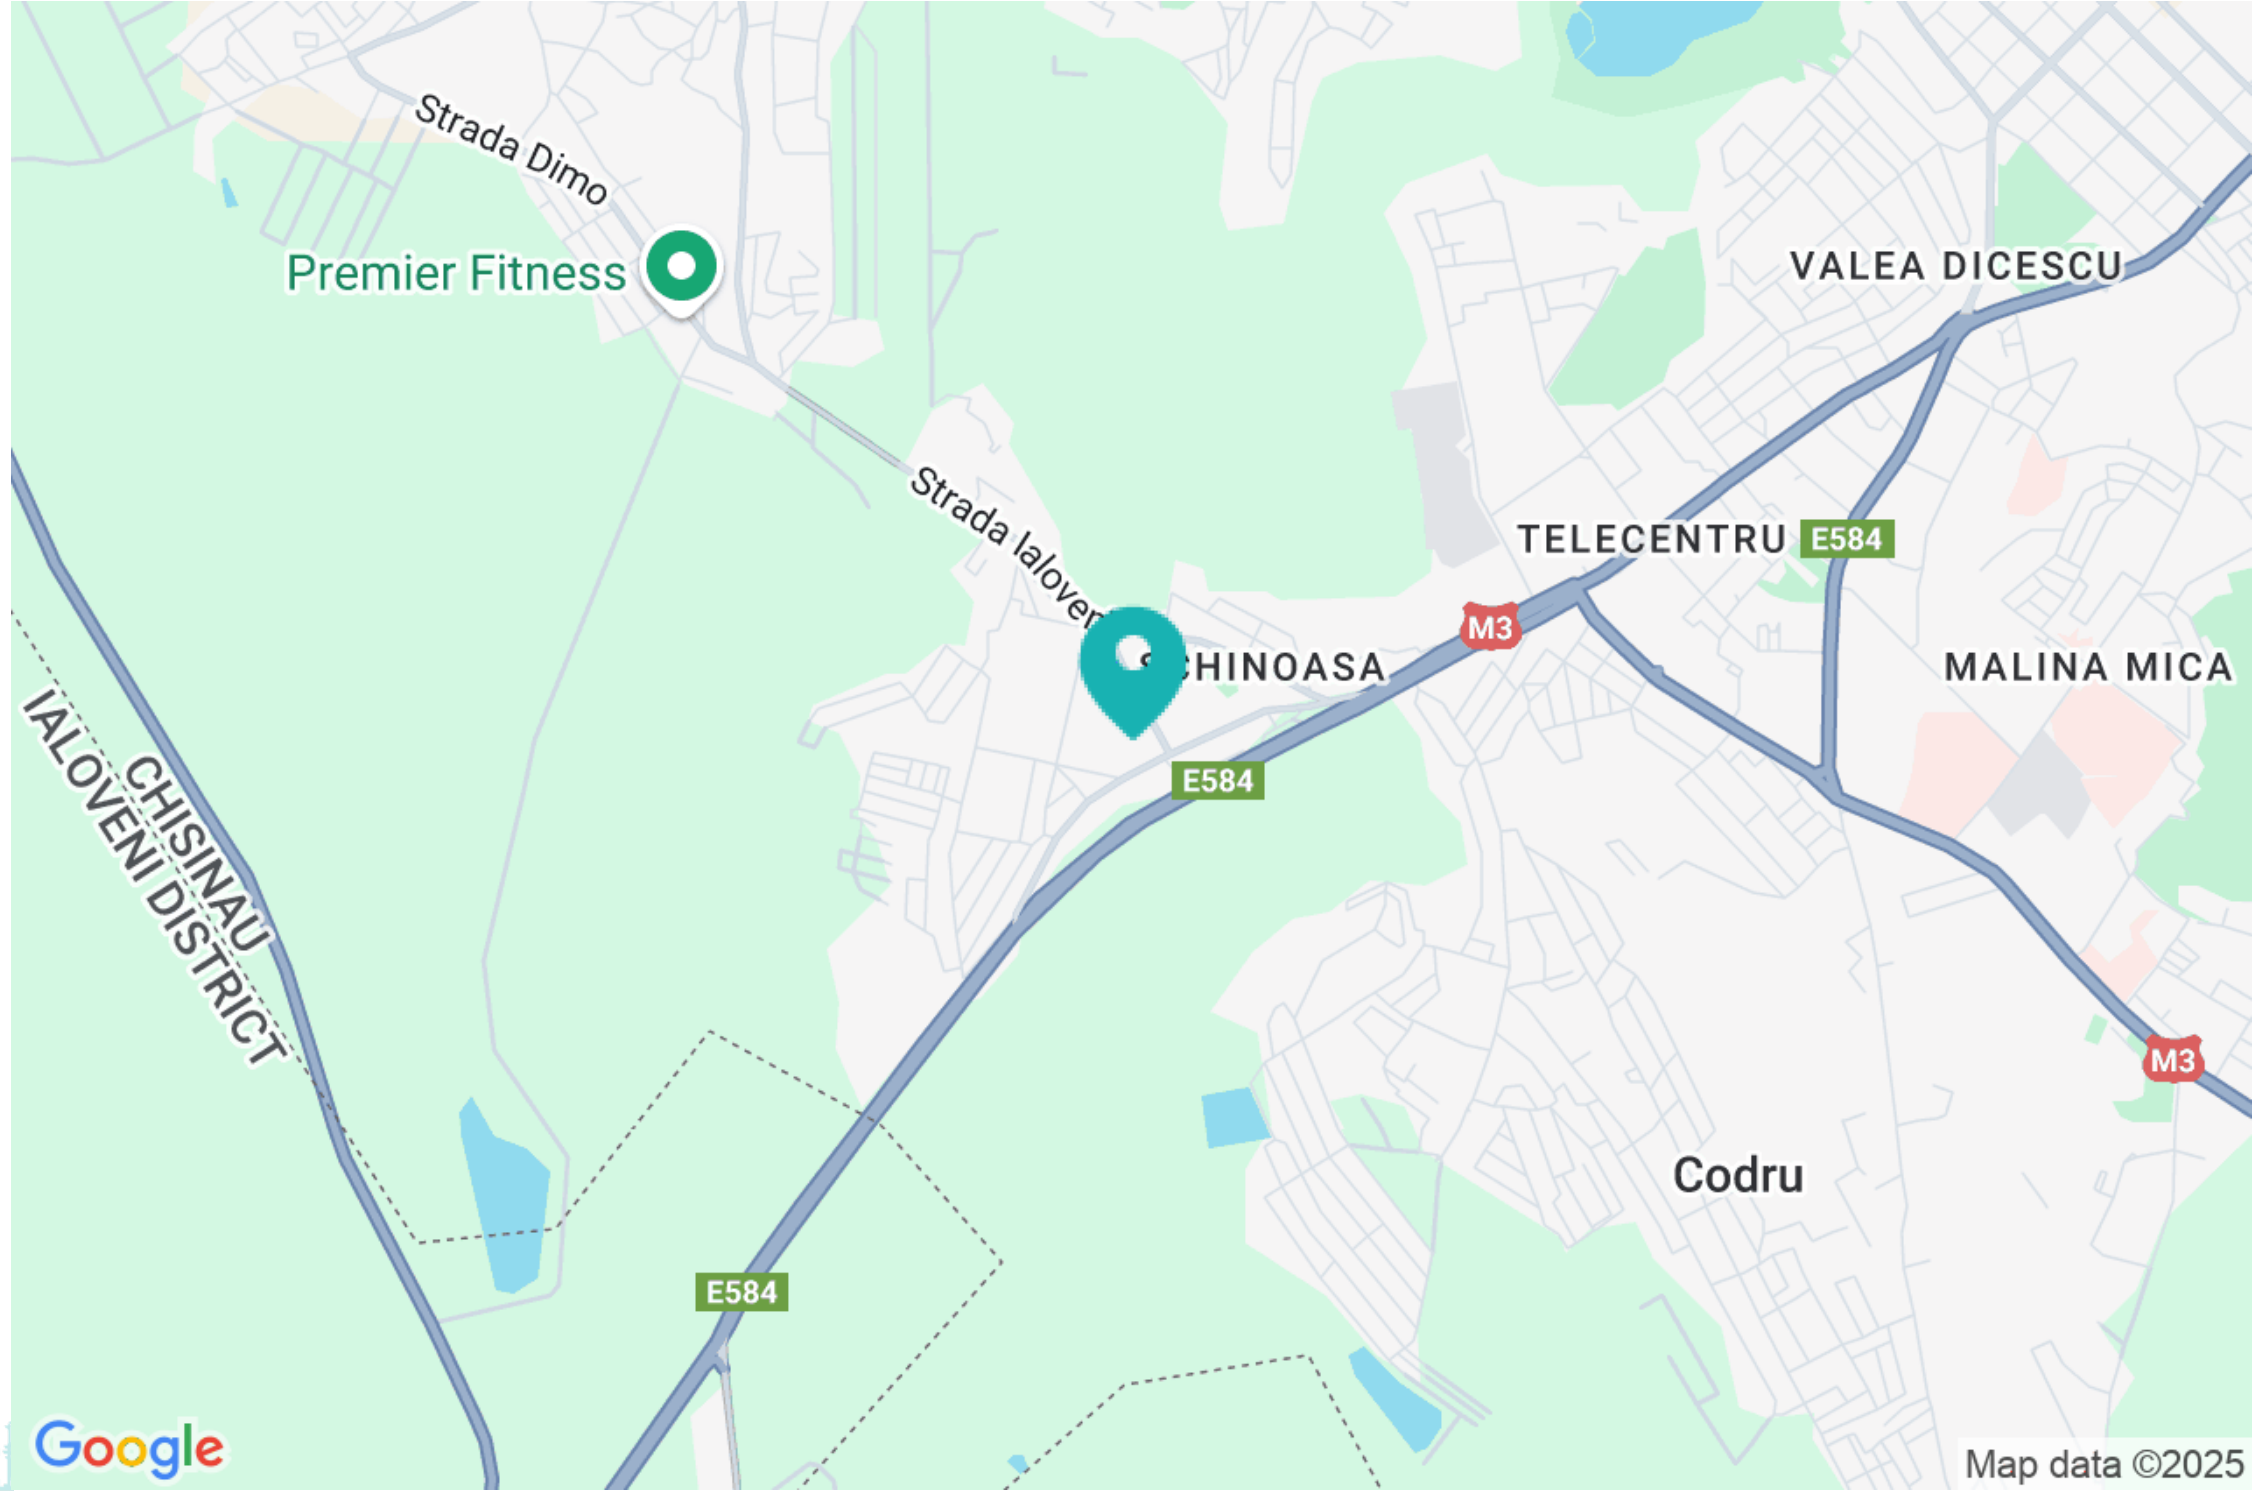 Strada Dimo
Premier Fitness
VALEA DICESCU
Strada
TELECENTRU
E584
M3
CHINOASA
MALINA MICA
E584
CHISINAU
IALOVENI DISTRICT
M3
Codru
E584
Google
Map data ©2025